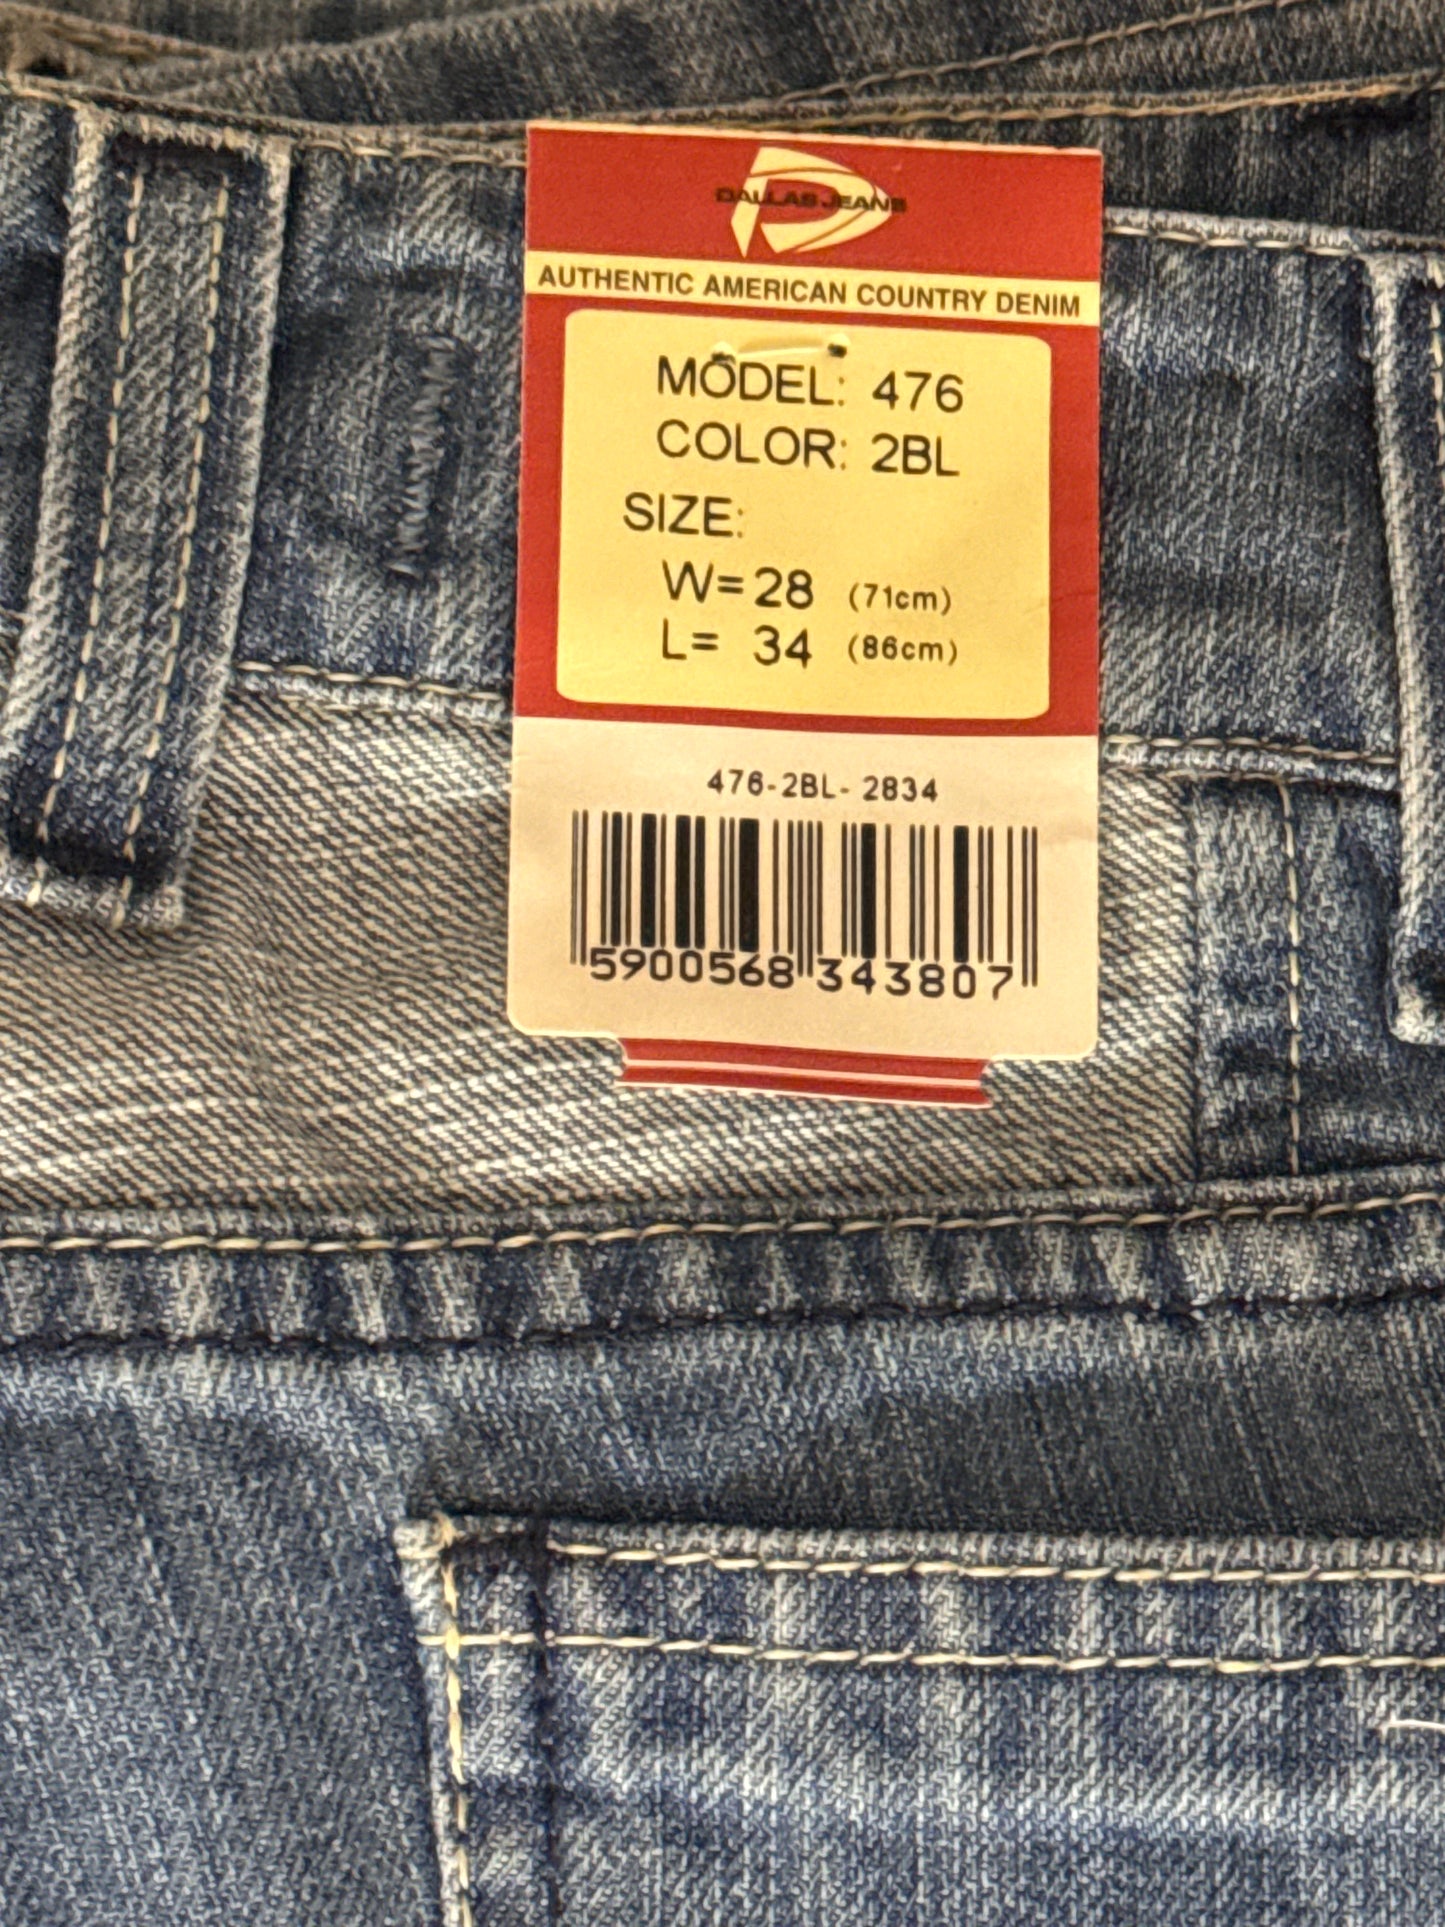 DALLAS JEANS
AUTHENTIC AMERICAN COUNTRY DENIM
MODEL: 476
COLOR: 2BL
SIZE:
W=28 (71cm)
L= 34 (86cm)
476-2BL- 2834
5900568 343807